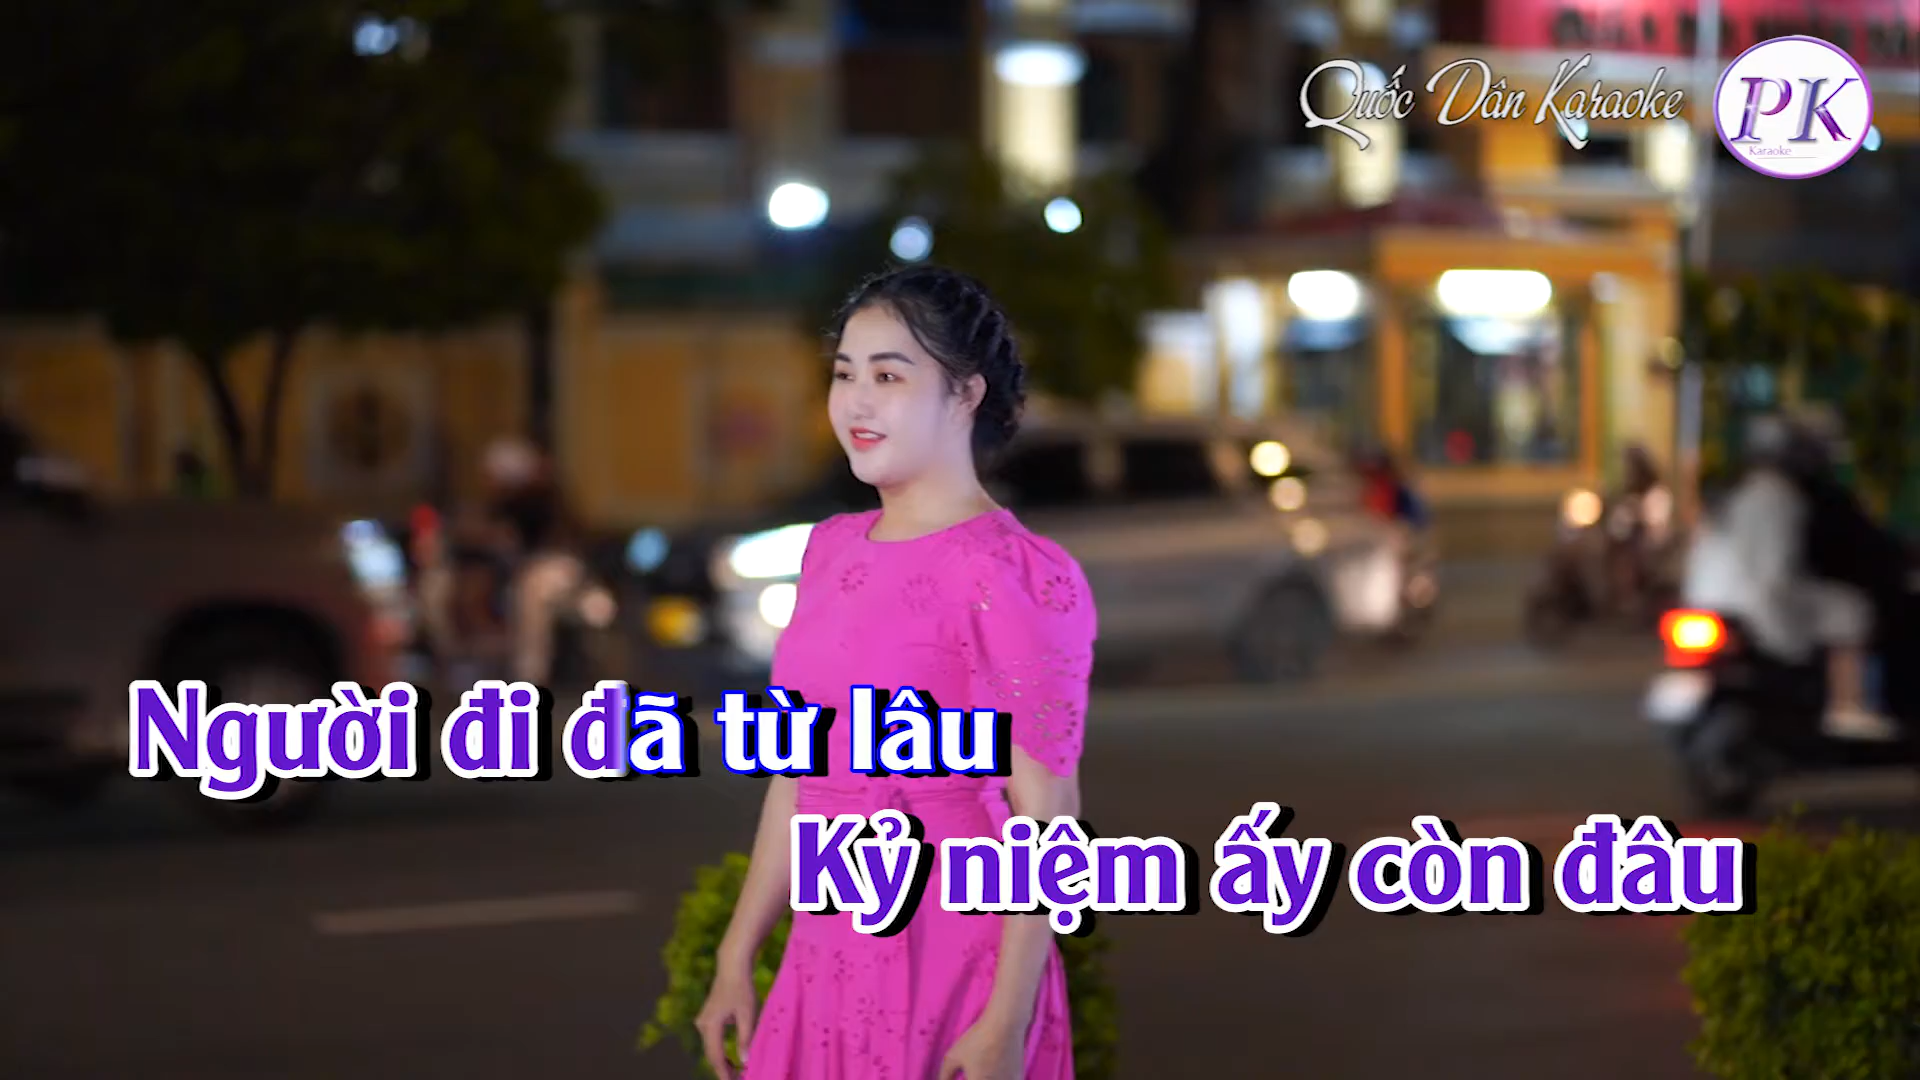 Quốc Dân Karaoke
PK
Karaoke
Người đi đã từ lâu
Kỷ niệm ấy còn đâu